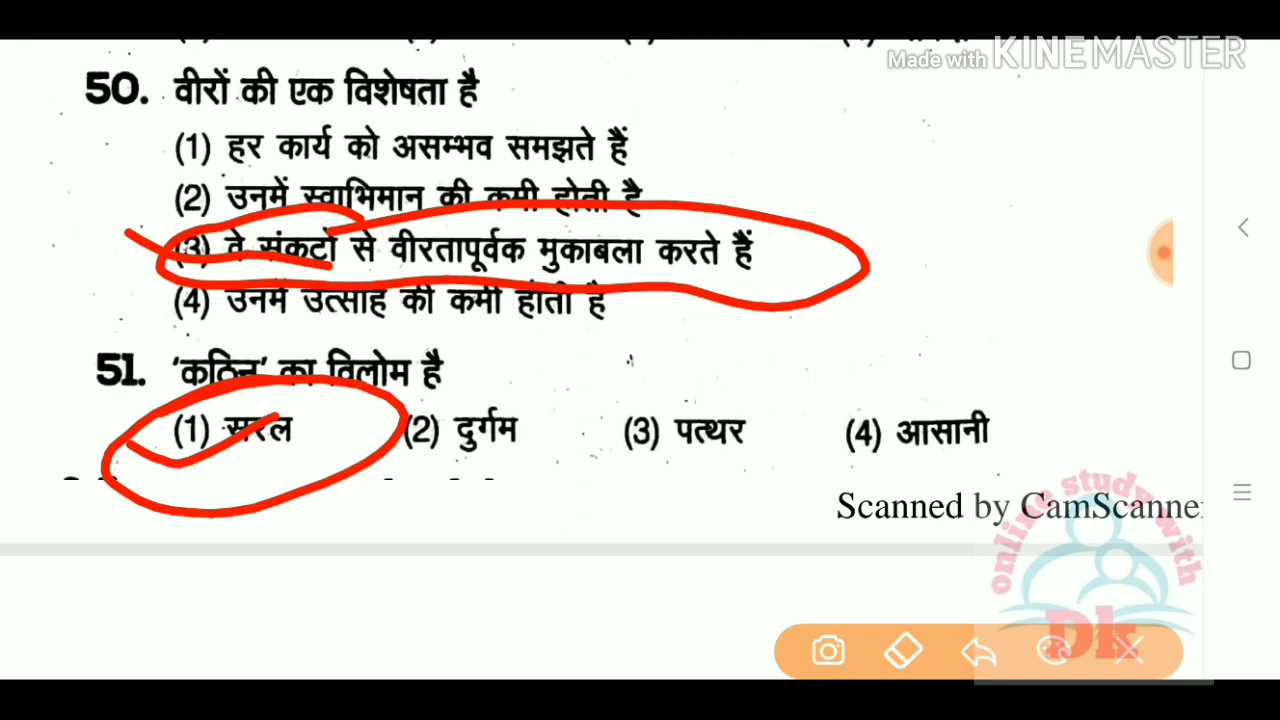 Made with KINEMASTER
50. वीरों की एक विशेषता है
(1) हर कार्य को असम्भव समझते हैं
(2) उनमें स्वाभिमान की कमी होती है
(3) वे संकटों से वीरतापूर्वक मुकाबला करते हैं
(4) उनमें उत्साह की कमी होती है
51. 'कठिन' का विलोम है
(1) सरल (2) दुर्गम (3) पत्थर (4) आसानी
Scanned by CamScanner
online study with
Dk